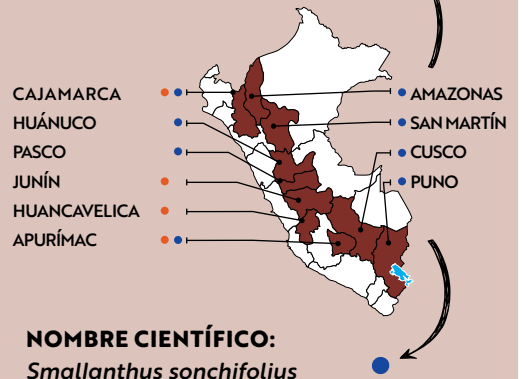 CAJAMARCA
HUÁNUCO
PASCO
JUNÍN
HUANCAVELICA
APURÍMAC
AMAZONAS
SAN MARTÍN
CUSCO
PUNO
NOMBRE CIENTÍFICO:
Smallanthus sonchifolius